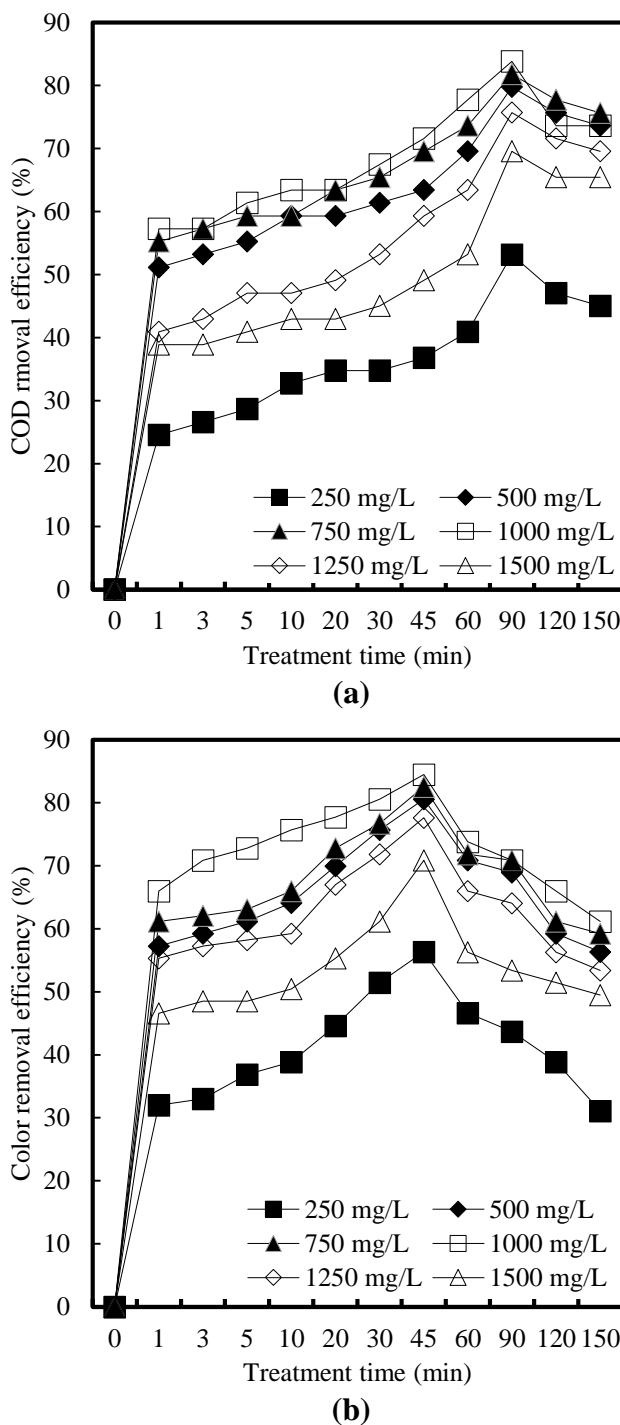 90
80
70
60
50
40
30
20
10
0
COD rmoval efficiency (%)
250 mg/L 500 mg/L
750 mg/L 1000 mg/L
1250 mg/L 1500 mg/L
0 1 3 5 10 20 30 45 60 90 120 150
Treatment time (min)
(a)
90
80
70
60
50
40
30
20
10
0
Color removal efficiency (%)
250 mg/L 500 mg/L
750 mg/L 1000 mg/L
1250 mg/L 1500 mg/L
0 1 3 5 10 20 30 45 60 90 120 150
Treatment time (min)
(b)